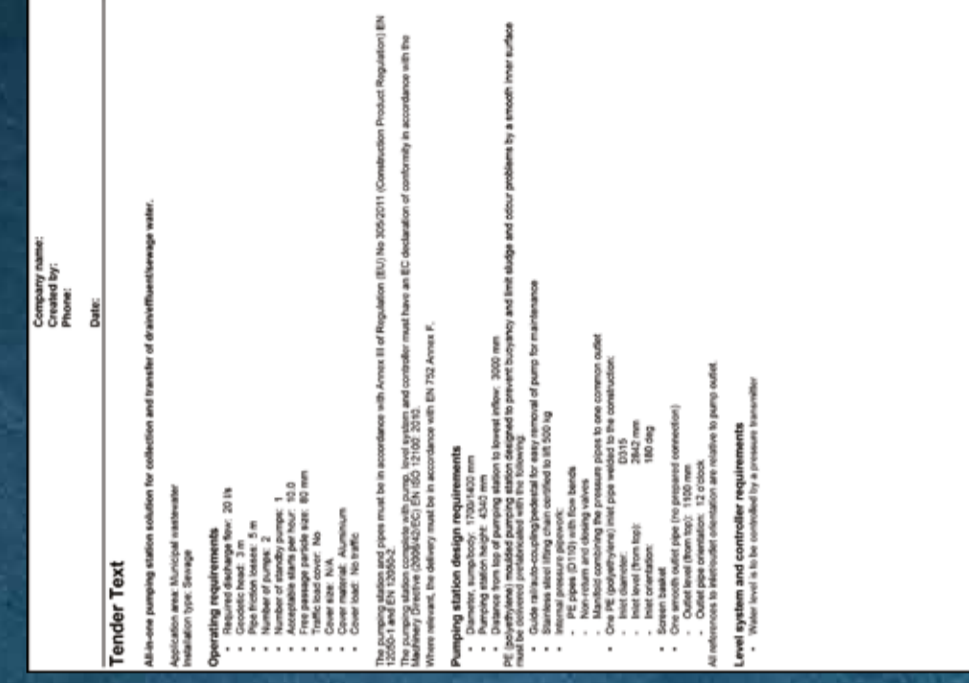 Company name:
Created by:
Phone:
Date:
Tender Text
All-in-one pumping station solution for collection and transfer of drain/effluent/sewage water.
Application area: Municipal wastewater
Installation type: Sewage
Operating requirements
• Required discharge flow: 20 l/s
• Geodetic head: 3 m
• Pipe friction losses: 5 m
• Number of pumps: 2
• Number of standby pumps: 1
• Acceptable starts per hour: 10.0
• Free passage particle size: 80 mm
• Traffic load cover: No
• Cover size: N/A
• Cover material: Aluminium
• Cover load: No traffic
The pumping station and pipes must be in accordance with Annex III of Regulation (EU) No 305/2011 (Construction Product Regulation) EN
12050-1 and EN 12050-2.
The pumping station complete with pump, level system and controller must have an EC declaration of conformity in accordance with the
Machinery Directive (2006/42/EC) EN ISO 12100: 2010.
Where relevant, the delivery must be in accordance with EN 752 Annex F.
Pumping station design requirements
• Diameter, sump/body: 1700/1400 mm
• Pumping station height: 4340 mm
• Distance from top of pumping station to lowest inflow: 3000 mm
PE (polyethylene) moulded pumping station designed to prevent buoyancy and limit sludge and odour problems by a smooth inner surface
must be delivered prefabricated with the following:
• Guide rail/auto-coupling/pedestal for easy removal of pump for maintenance
• Stainless steel lifting chain certified to lift 500 kg
• Internal pressure pipework:
- PE pipes (D110) with flow bends
- Non-return and closing valves
- Manifold combining the pressure pipes to one common outlet
• One PE (polyethylene) inlet pipe welded to the construction:
- Inlet diameter: D315
- Inlet level (from top): 2842 mm
- Inlet orientation: 180 deg
• Screen basket
• One smooth outlet pipe (no prepared connection)
- Outlet level (from top): 1100 mm
- Outlet pipe orientation: 12 o'clock
All references to inlet/outlet orientation are relative to pump outlet.
Level system and controller requirements
• Water level is to be controlled by a pressure transmitter